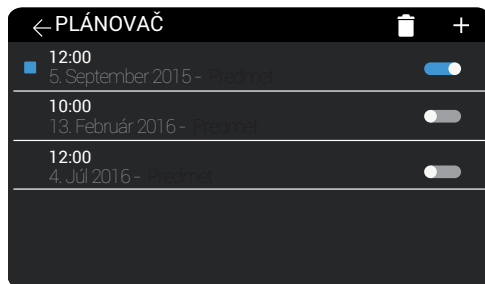 PLÁNOVAČ
12:00
5. September 2015 - Predmet
10:00
13. Február 2016 - Predmet
12:00
4. Júl 2016 - Predmet